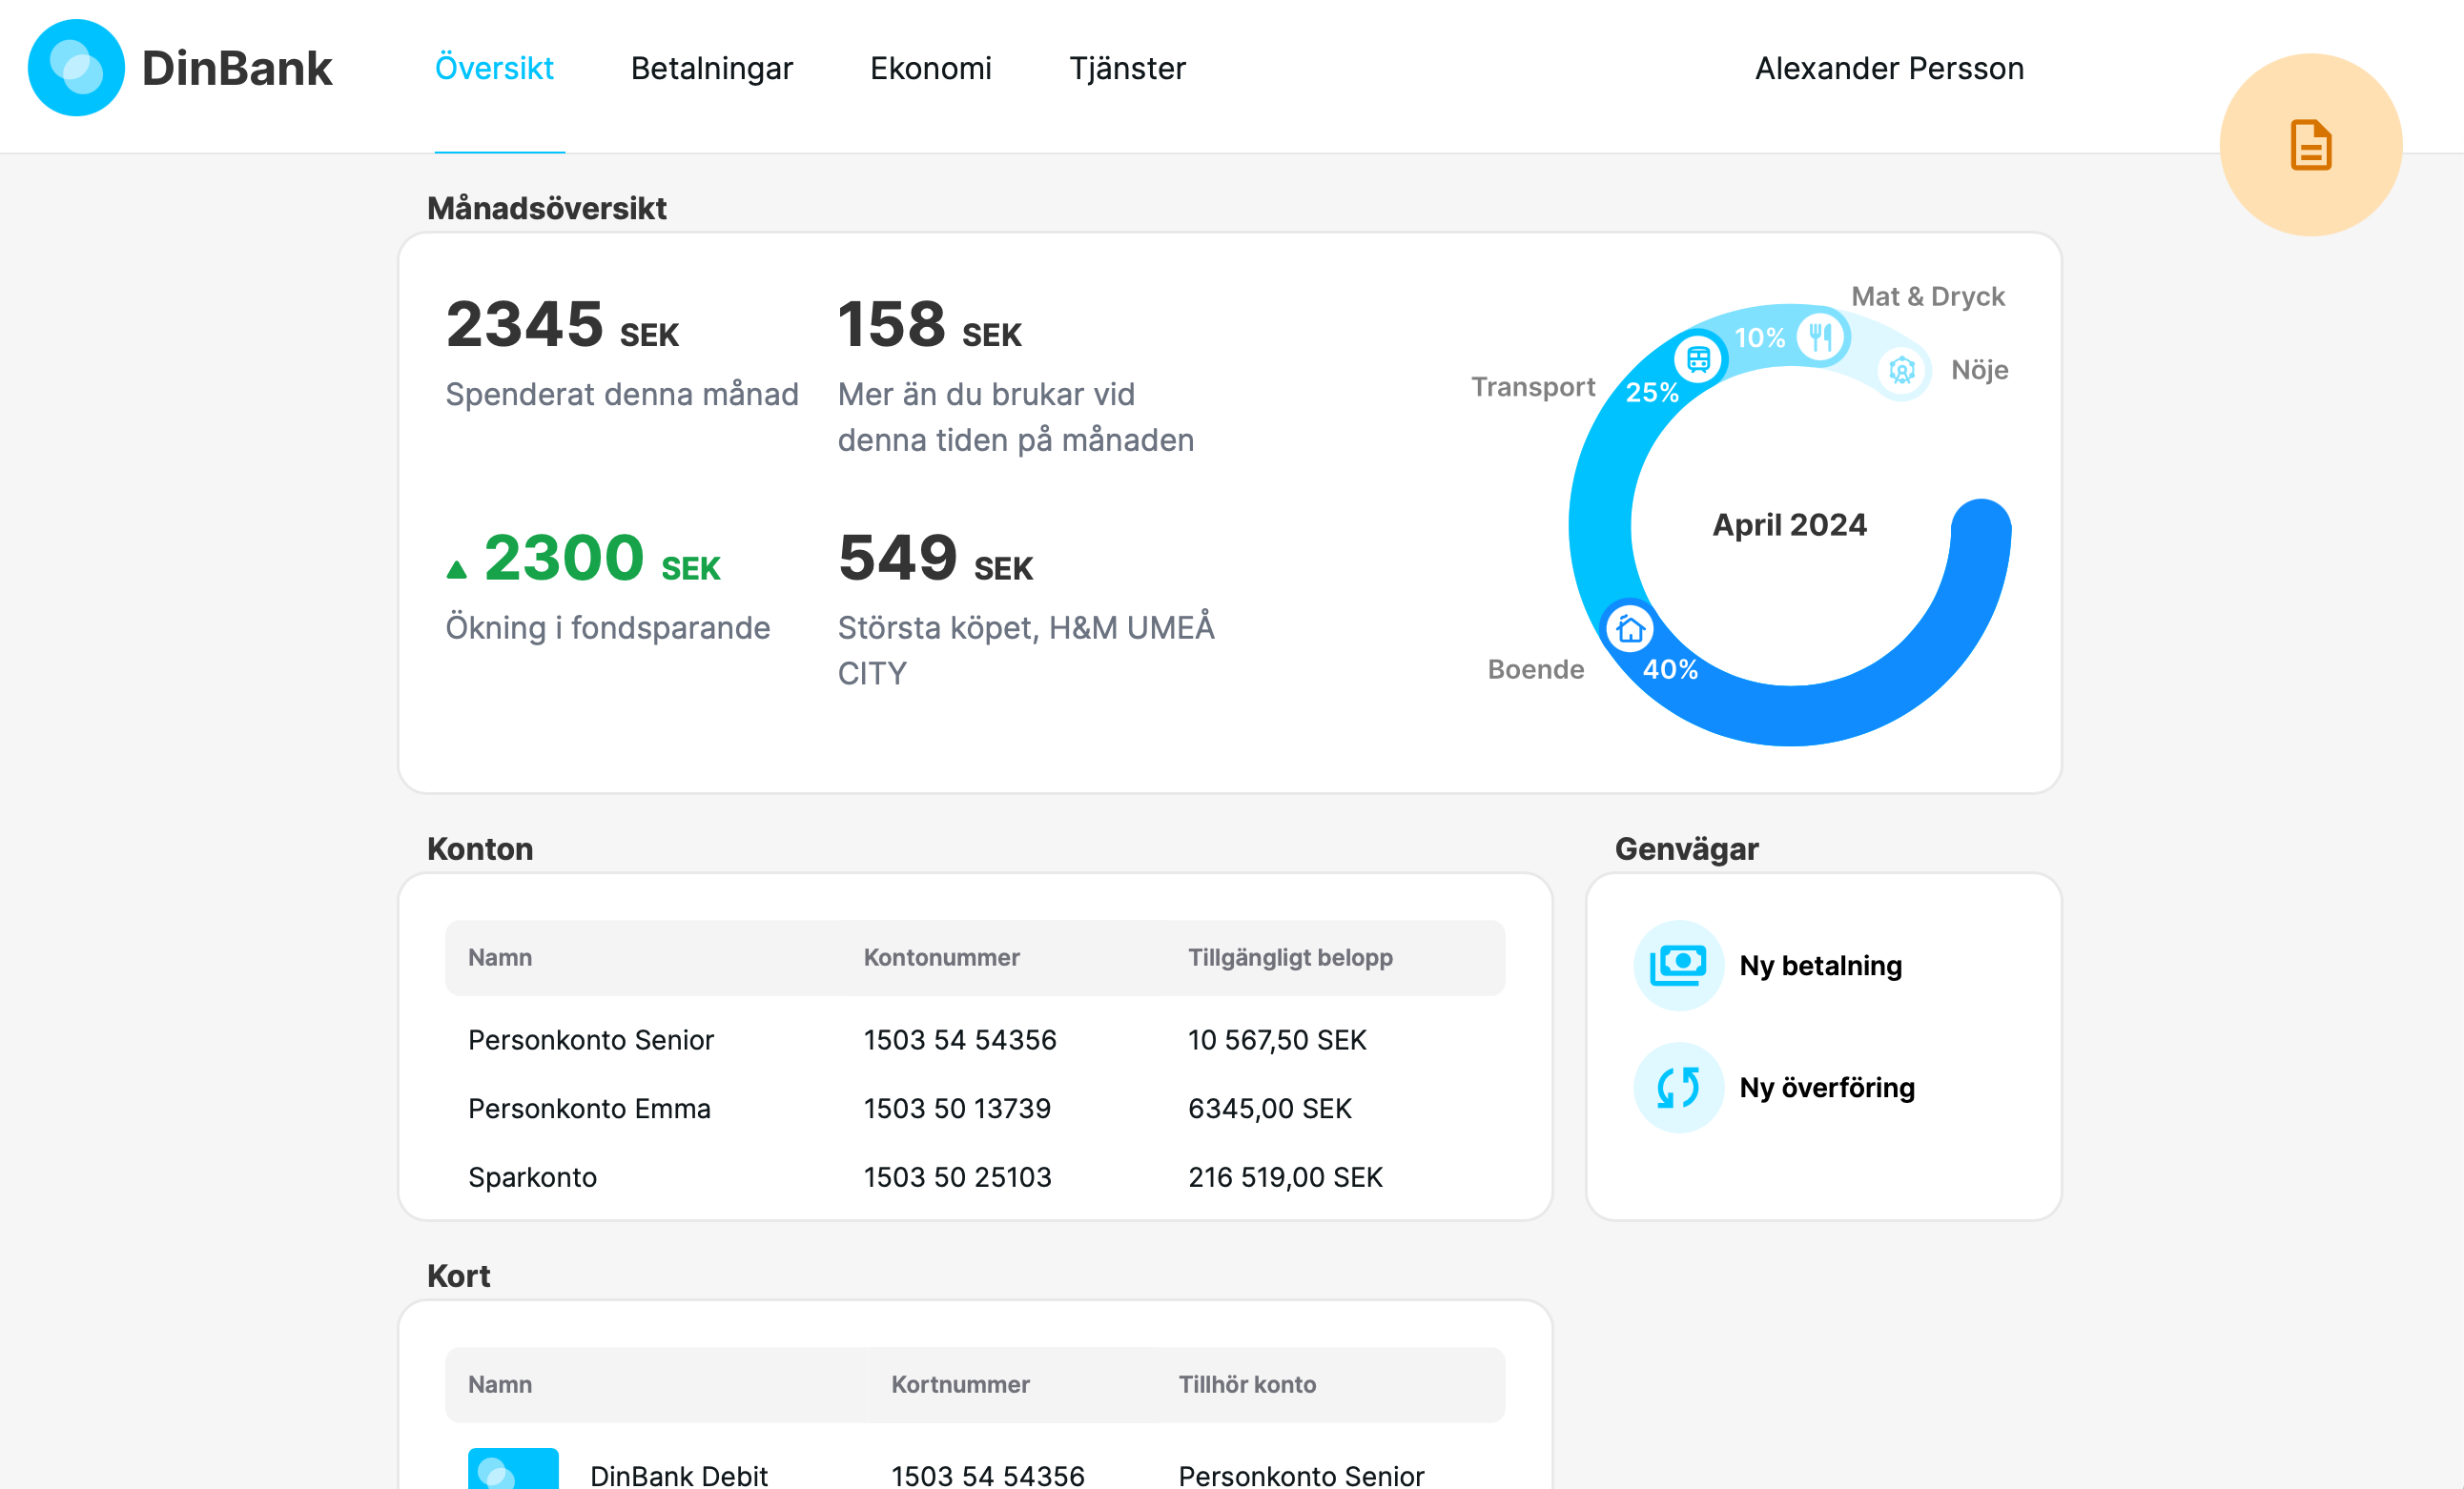 DinBank
Översikt
Betalningar
Ekonomi
Tjänster
Alexander Persson
Månadsöversikt
2345 SEK
Spenderat denna månad
158 SEK
Mer än du brukar vid
denna tiden på månaden
2300 SEK
Ökning i fondsparande
549 SEK
Största köpet, H&M UMEÅ
CITY
Mat & Dryck
10%
Nöje
Transport
25%
April 2024
Boende
40%
Konton
Namn Kontonummer Tillgängligt belopp
Personkonto Senior 1503 54 54356 10 567,50 SEK
Personkonto Emma 1503 50 13739 6345,00 SEK
Sparkonto 1503 50 25103 216 519,00 SEK
Genvägar
Ny betalning
Ny överföring
Kort
Namn Kortnummer Tillhör konto
DinBank Debit 1503 54 54356 Personkonto Senior